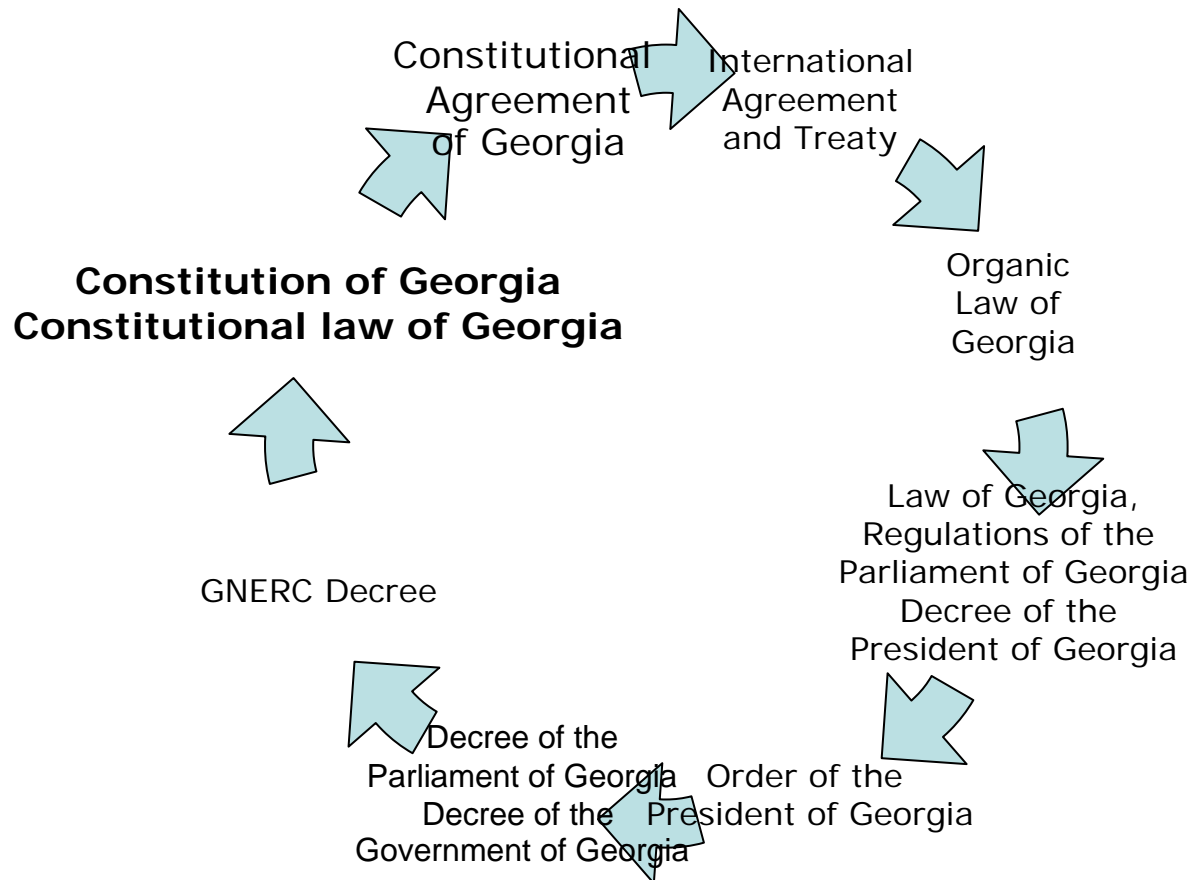 Constitutional
Agreement
of Georgia
International
Agreement
and Treaty
Organic
Law of
Georgia
Law of Georgia,
Regulations of the
Parliament of Georgia
Decree of the
President of Georgia
Order of the
President of Georgia
Decree of the
Parliament of Georgia
Decree of the
Government of Georgia
GNERC Decree
Constitution of Georgia
Constitutional law of Georgia